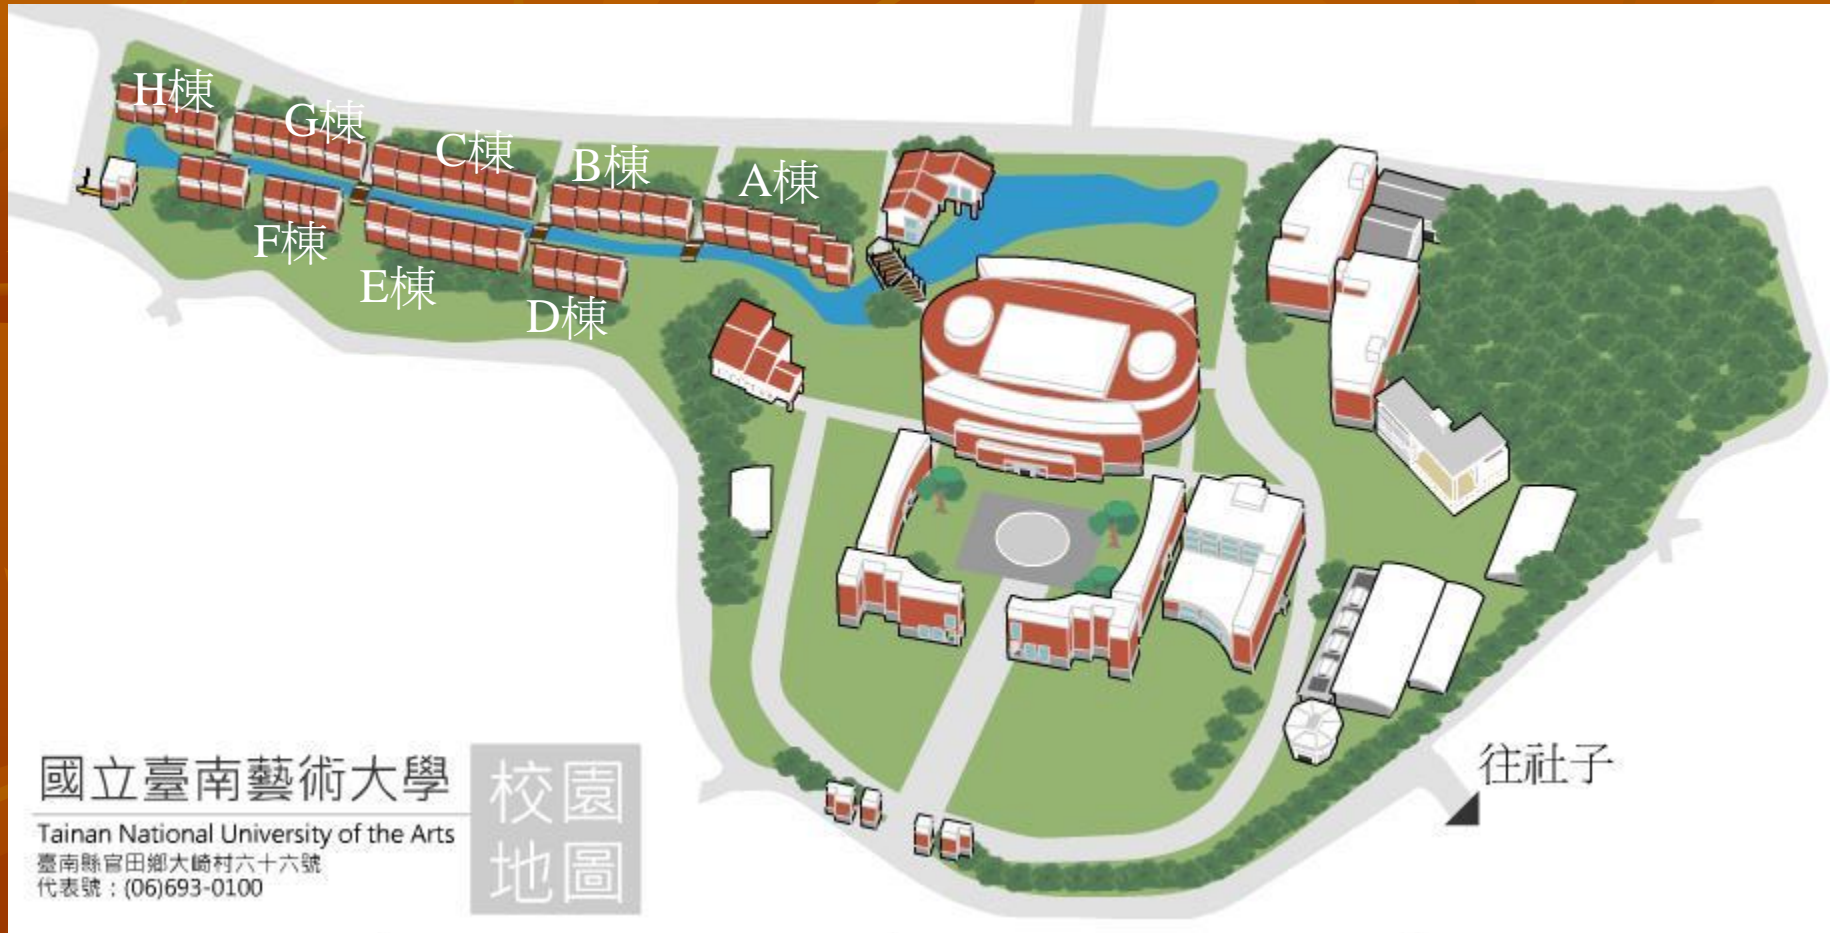 H棟
G棟
C棟
B棟
A棟
F棟
E棟
D棟
往社子
國立臺南藝術大學
校園
地圖
Tainan National University of the Arts
臺南縣官田鄉大崎村六十六號
代表號：(06)693-0100